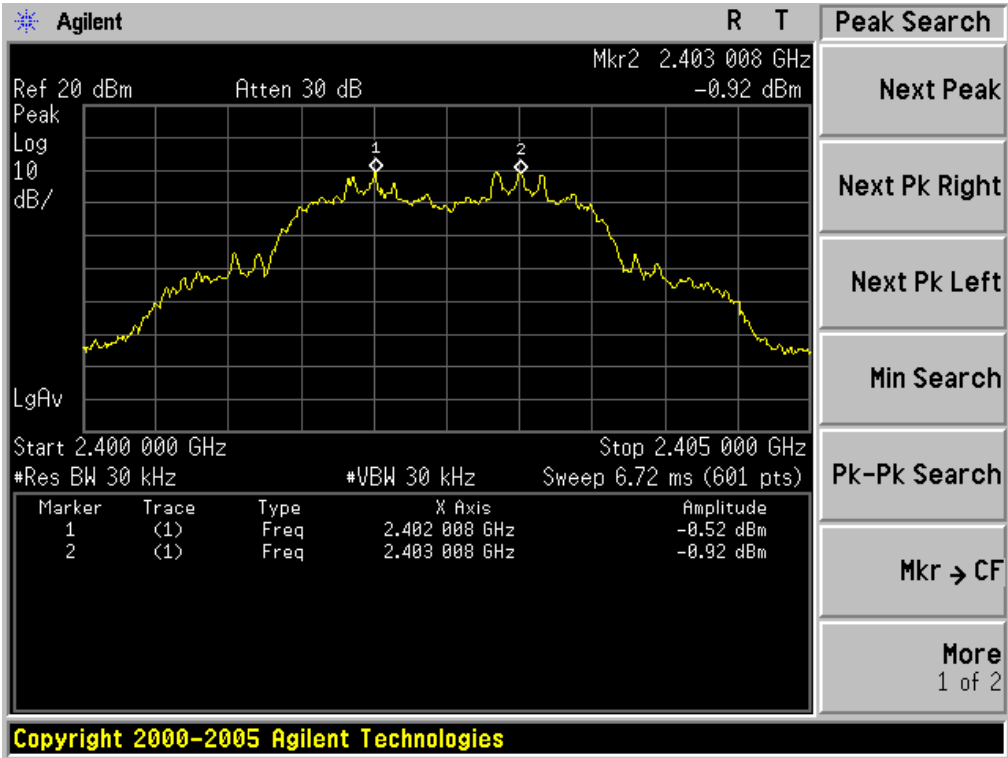 Agilent R T Peak Search
Mkr2 2.403 008 GHz
Ref 20 dBm Atten 30 dB -0.92 dBm
Peak
Log
10
dB/
1 2
LgAv
Start 2.400 000 GHz Stop 2.405 000 GHz
#Res BW 30 kHz #VBW 30 kHz Sweep 6.72 ms (601 pts)
Marker Trace Type X Axis Amplitude
1 (1) Freq 2.402 008 GHz -0.52 dBm
2 (1) Freq 2.403 008 GHz -0.92 dBm
Next Peak
Next Pk Right
Next Pk Left
Min Search
Pk-Pk Search
Mkr → CF
More
1 of 2
Copyright 2000-2005 Agilent Technologies